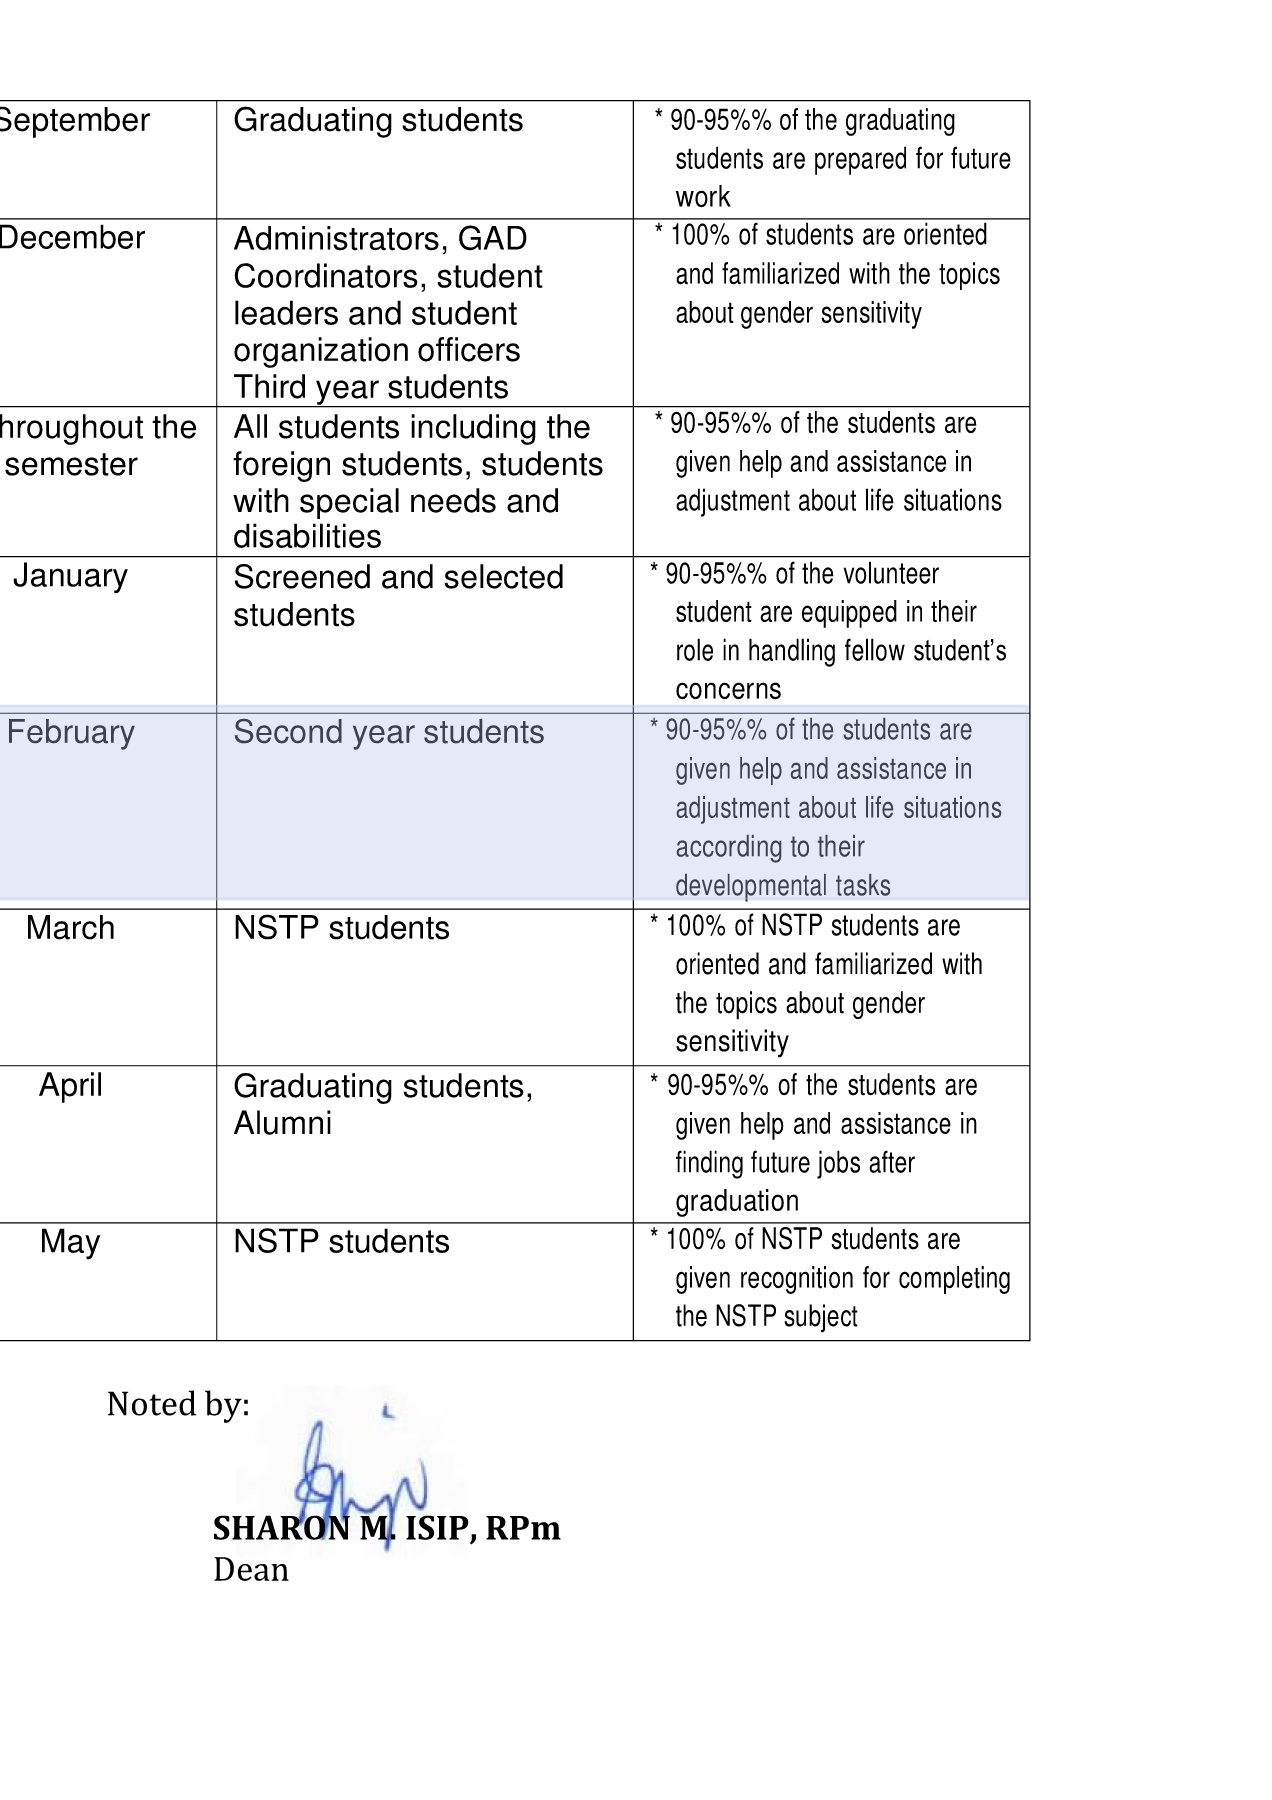 September
Graduating students
* 90-95%% of the graduating
students are prepared for future
work
December
Administrators, GAD
Coordinators, student
leaders and student
organization officers
Third year students
* 100% of students are oriented
and familiarized with the topics
about gender sensitivity
hroughout the
semester
All students including the
foreign students, students
with special needs and
disabilities
* 90-95%% of the students are
given help and assistance in
adjustment about life situations
January
Screened and selected
students
* 90-95%% of the volunteer
student are equipped in their
role in handling fellow student’s
concerns
February
Second year students
* 90-95%% of the students are
given help and assistance in
adjustment about life situations
according to their
developmental tasks
March
NSTP students
* 100% of NSTP students are
oriented and familiarized with
the topics about gender
sensitivity
April
Graduating students,
Alumni
* 90-95%% of the students are
given help and assistance in
finding future jobs after
graduation
May
NSTP students
* 100% of NSTP students are
given recognition for completing
the NSTP subject
Noted by:
SHARON M. ISIP, RPm
Dean